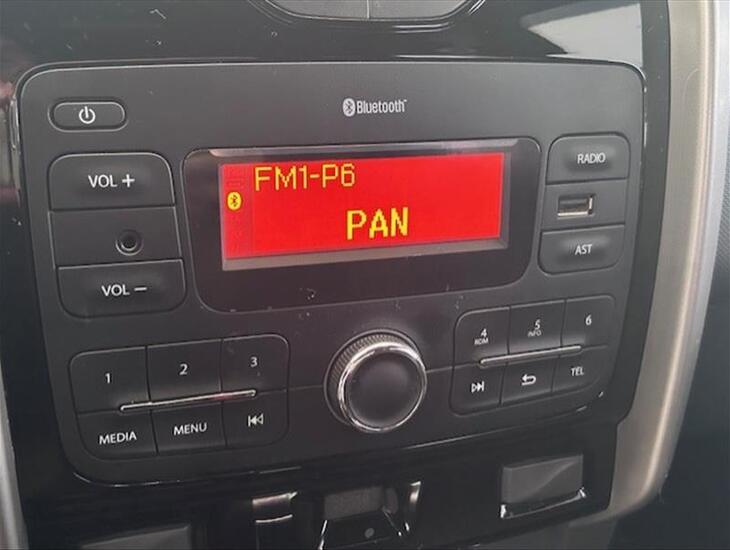 Bluetooth
FM1-P6
PAN
VOL +
VOL −
RADIO
AST
1
2
3
MEDIA
MENU
4
RDM
5
INFO
6
TEL